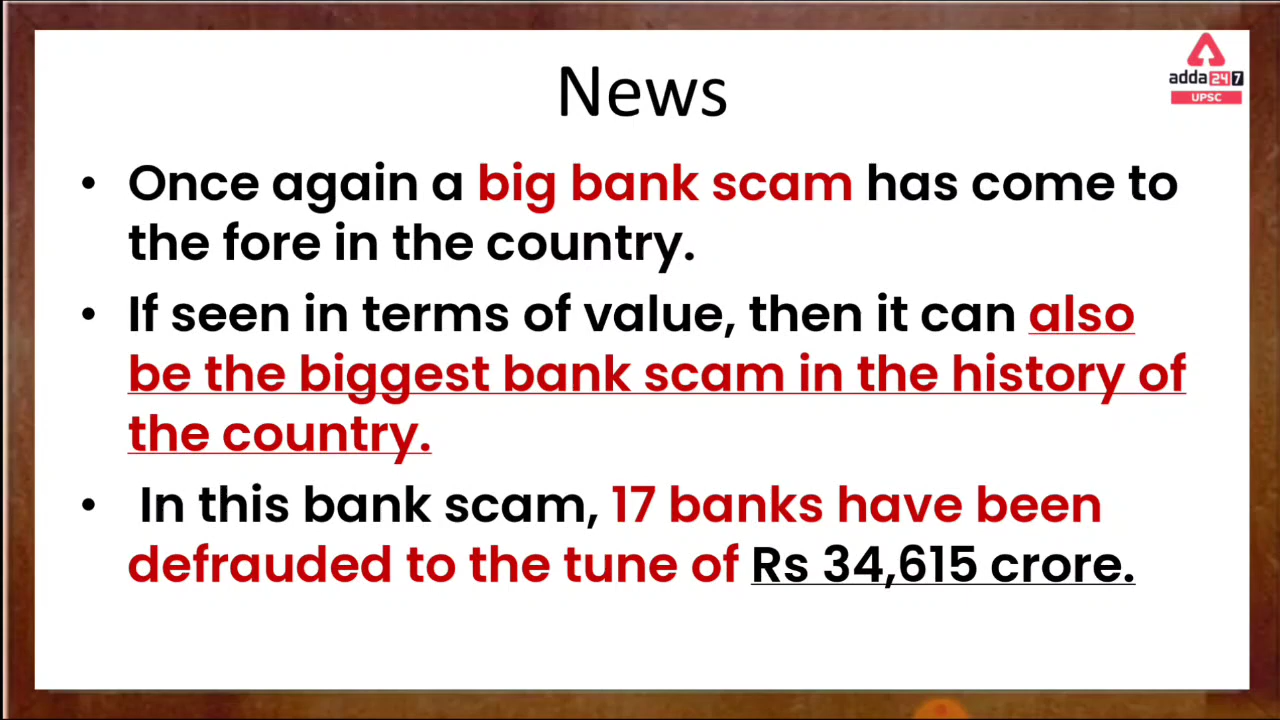 News
adda247
UPSC
• Once again a big bank scam has come to
the fore in the country.
• If seen in terms of value, then it can also
be the biggest bank scam in the history of
the country.
• In this bank scam, 17 banks have been
defrauded to the tune of Rs 34,615 crore.